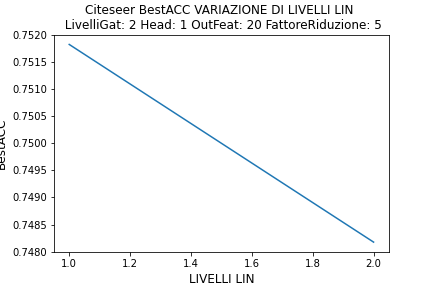 Citeseer BestACC VARIAZIONE DI LIVELLI LIN
LivelliGat: 2 Head: 1 OutFeat: 20 FattoreRiduzione: 5
0.7520
0.7515
0.7510
0.7505
0.7500
0.7495
0.7490
0.7485
0.7480
BestACC
1.0 1.2 1.4 1.6 1.8 2.0
LIVELLI LIN